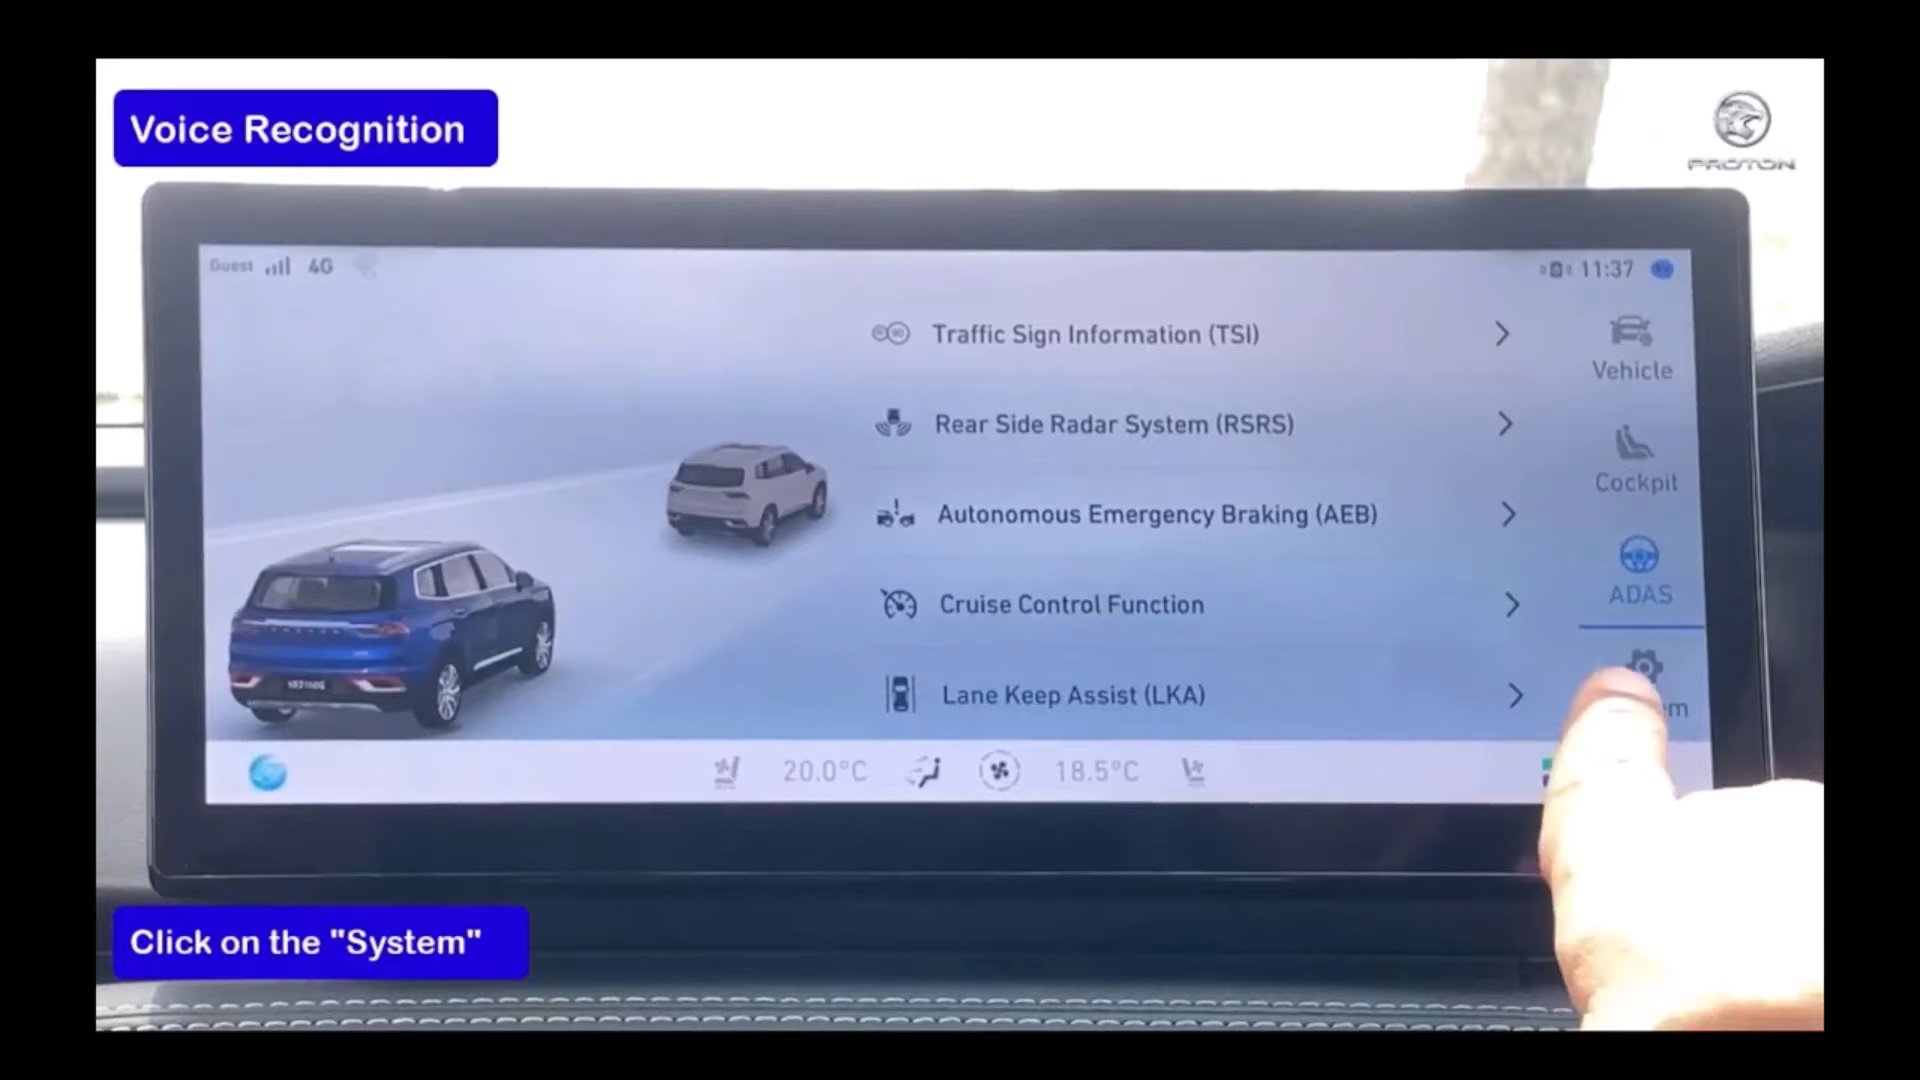 Voice Recognition
PROTON
Guest 4G
11:37
Traffic Sign Information (TSI)
Vehicle
Rear Side Radar System (RSRS)
Cockpit
Autonomous Emergency Braking (AEB)
ADAS
Cruise Control Function
Lane Keep Assist (LKA)
20.0°C
18.5°C
Click on the "System"